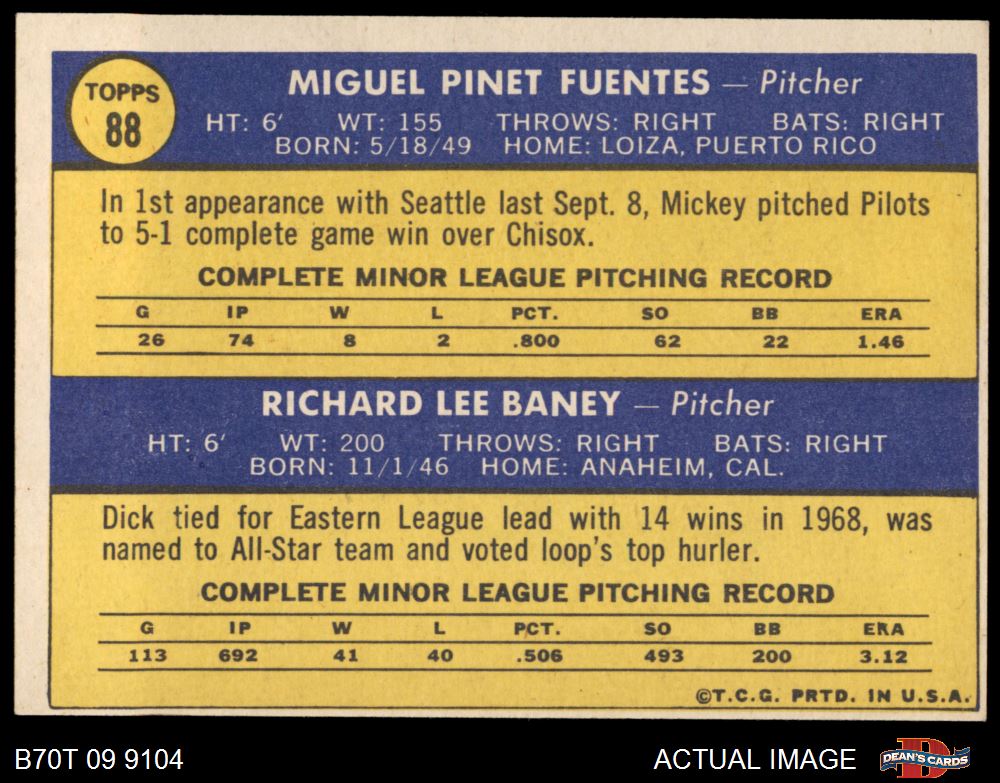 TOPPS
88
MIGUEL PINET FUENTES — Pitcher
HT: 6' WT: 155 THROWS: RIGHT BATS: RIGHT
BORN: 5/18/49 HOME: LOIZA, PUERTO RICO
In 1st appearance with Seattle last Sept. 8, Mickey pitched Pilots
to 5-1 complete game win over Chisox.
COMPLETE MINOR LEAGUE PITCHING RECORD
G IP W L PCT. SO BB ERA
26 74 8 2 .800 62 22 1.46
RICHARD LEE BANEY — Pitcher
HT: 6' WT: 200 THROWS: RIGHT BATS: RIGHT
BORN: 11/1/46 HOME: ANAHEIM, CAL.
Dick tied for Eastern League lead with 14 wins in 1968, was
named to All-Star team and voted loop's top hurler.
COMPLETE MINOR LEAGUE PITCHING RECORD
G IP W L PCT. SO BB ERA
113 692 41 40 .506 493 200 3.12
©T.C.G. PRTD. IN U.S.A.
B70T 09 9104 ACTUAL IMAGE DEAN'S CARDS